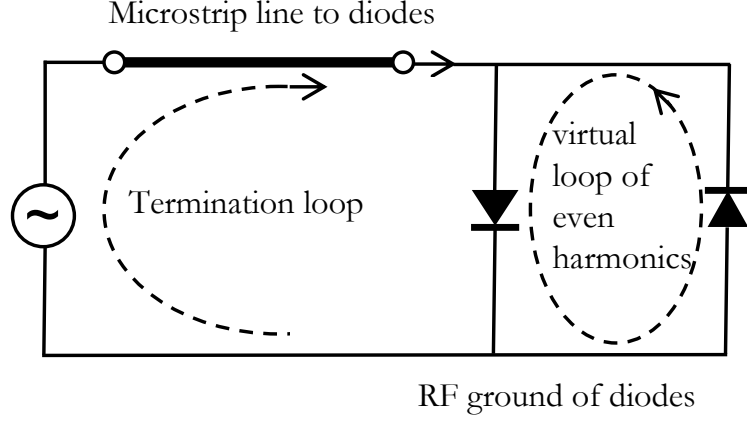 Microstrip line to diodes
Termination loop
virtual
loop of
even
harmonics
~
RF ground of diodes